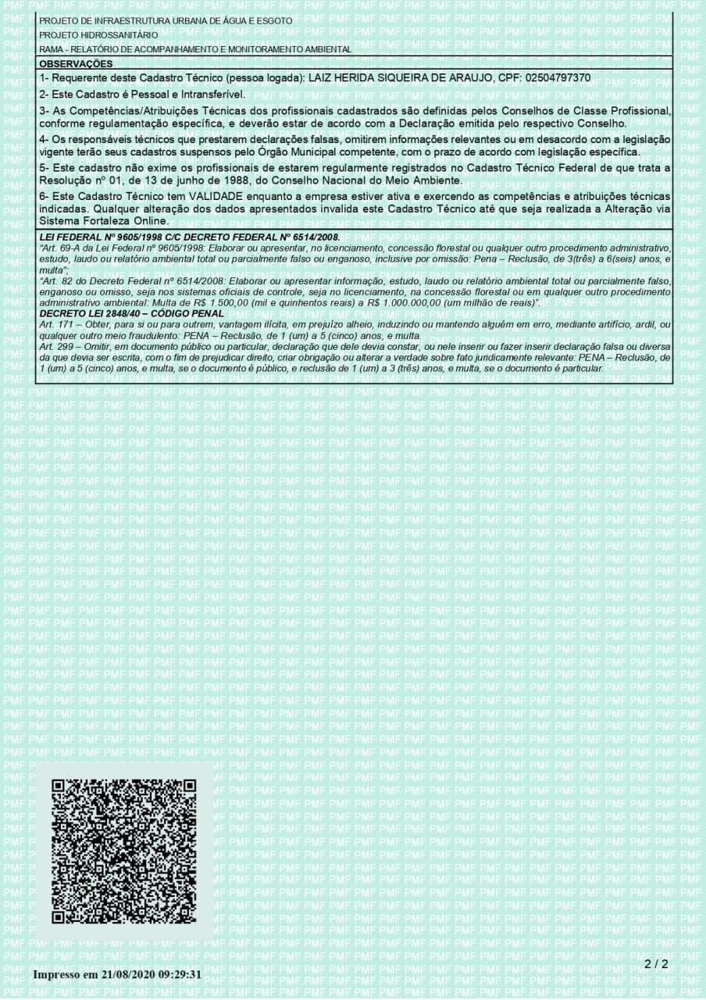 PROJETO DE INFRAESTRUTURA URBANA DE ÁGUA E ESGOTO
PROJETO HIDROSSANITÁRIO
RAMA - RELATÓRIO DE ACOMPANHAMENTO E MONITORAMENTO AMBIENTAL
OBSERVAÇÕES
1- Requerente deste Cadastro Técnico (pessoa logada): LAIZ HERIDA SIQUEIRA DE ARAUJO, CPF: 02504797370
2- Este Cadastro é Pessoal e Intransferível.
3- As Competências/Atribuições Técnicas dos profissionais cadastrados são definidas pelos Conselhos de Classe Profissional,
conforme regulamentação específica, e deverão estar de acordo com a Declaração emitida pelo respectivo Conselho.
4- Os responsáveis técnicos que prestarem declarações falsas, omitirem informações relevantes ou em desacordo com a legislação
vigente terão seus cadastros suspensos pelo Órgão Municipal competente, com o prazo de acordo com legislação específica.
5- Este cadastro não exime os profissionais de estarem regularmente registrados no Cadastro Técnico Federal de que trata a
Resolução nº 01, de 13 de junho de 1988, do Conselho Nacional do Meio Ambiente.
6- Este Cadastro Técnico tem VALIDADE enquanto a empresa estiver ativa e exercendo as competências e atribuições técnicas
indicadas. Qualquer alteração dos dados apresentados invalida este Cadastro Técnico até que seja realizada a Alteração via
Sistema Fortaleza Online.
LEI FEDERAL Nº 9605/1998 C/C DECRETO FEDERAL Nº 6514/2008.
"Art. 69-A da Lei Federal nº 9605/1998: Elaborar ou apresentar, no licenciamento, concessão florestal ou qualquer outro procedimento administrativo,
estudo, laudo ou relatório ambiental total ou parcialmente falso ou enganoso, inclusive por omissão: Pena – Reclusão, de 3(três) a 6(seis) anos, e
multa";
"Art. 82 do Decreto Federal nº 6514/2008: Elaborar ou apresentar informação, estudo, laudo ou relatório ambiental total ou parcialmente falso,
enganoso ou omisso, seja nos sistemas oficiais de controle, seja no licenciamento, na concessão florestal ou em qualquer outro procedimento
administrativo ambiental: Multa de R$ 1.500,00 (mil e quinhentos reais) a R$ 1.000.000,00 (um milhão de reais)".
DECRETO LEI 2848/40 – CÓDIGO PENAL
Art. 171 – Obter, para si ou para outrem, vantagem ilícita, em prejuízo alheio, induzindo ou mantendo alguém em erro, mediante artifício, ardil, ou
qualquer outro meio fraudulento: PENA – Reclusão, de 1 (um) a 5 (cinco) anos, e multa.
Art. 299 – Omitir, em documento público ou particular, declaração que dele devia constar, ou nele inserir ou fazer inserir declaração falsa ou diversa
da que devia ser escrita, com o fim de prejudicar direito, criar obrigação ou alterar a verdade sobre fato juridicamente relevante: PENA – Reclusão, de
1 (um) a 5 (cinco) anos, e multa, se o documento é público, e reclusão de 1 (um) a 3 (três) anos, e multa, se o documento é particular.
2 / 2
Impresso em 21/08/2020 09:29:31